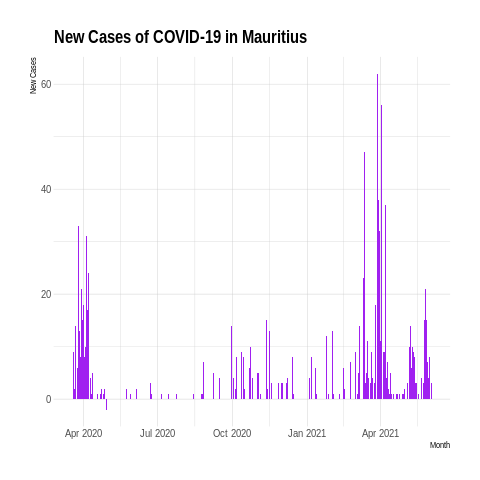 New Cases of COVID-19 in Mauritius
New Cases
60
40
20
0
Apr 2020 Jul 2020 Oct 2020 Jan 2021 Apr 2021
Month